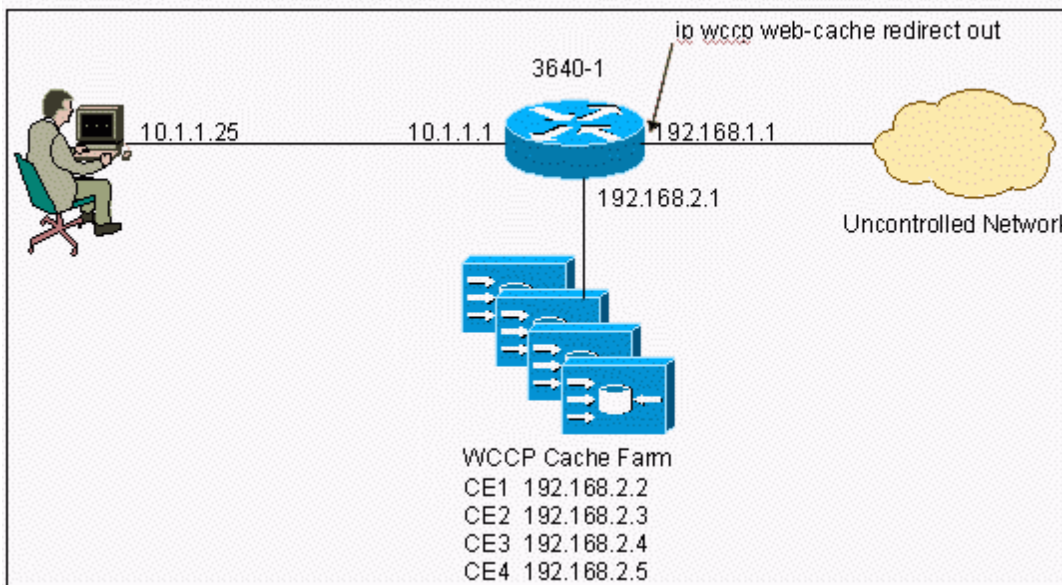 ip wccp web-cache redirect out
3640-1
10.1.1.25
10.1.1.1
192.168.1.1
192.168.2.1
Uncontrolled Network
WCCP Cache Farm
CE1 192.168.2.2
CE2 192.168.2.3
CE3 192.168.2.4
CE4 192.168.2.5